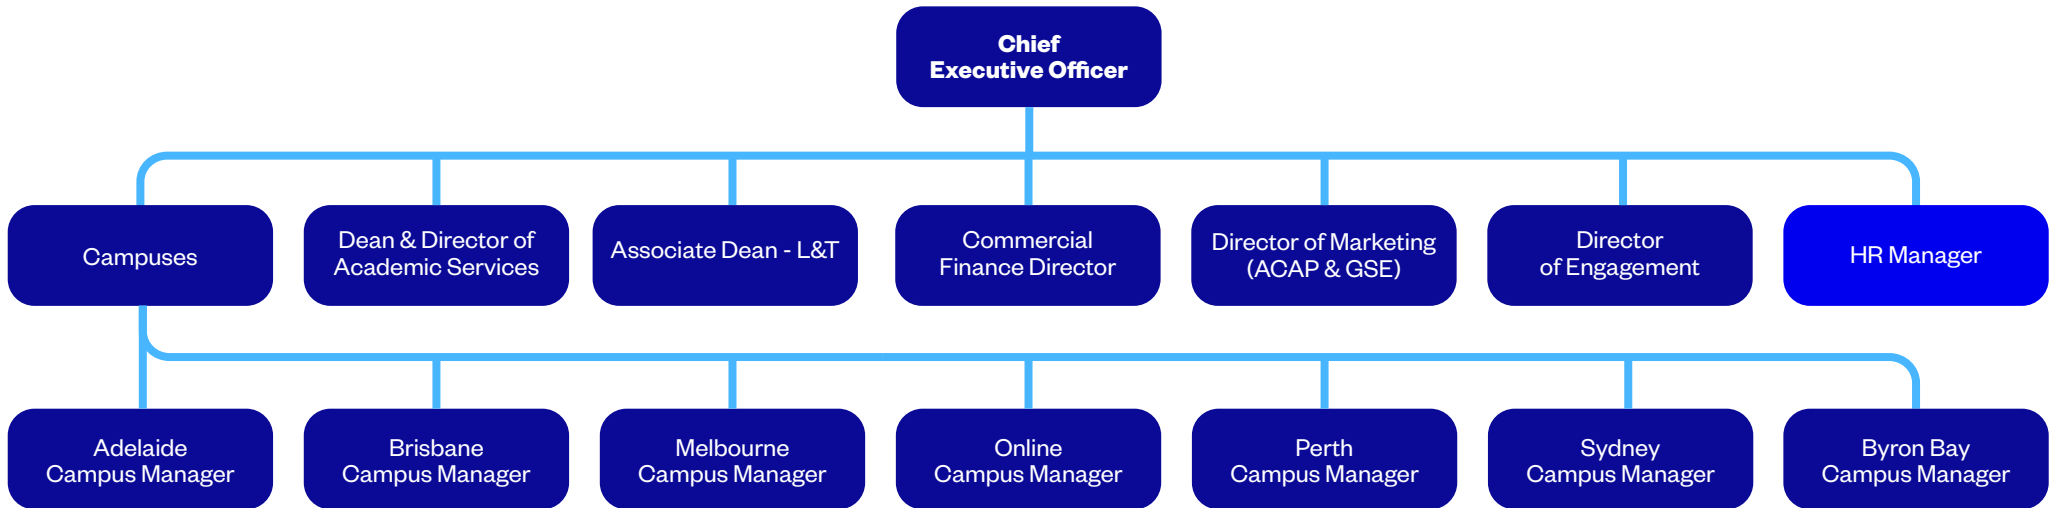 Chief
Executive Officer
Campuses
Dean & Director of
Academic Services
Associate Dean - L&T
Commercial
Finance Director
Director of Marketing
(ACAP & GSE)
Director
of Engagement
HR Manager
Adelaide
Campus Manager
Brisbane
Campus Manager
Melbourne
Campus Manager
Online
Campus Manager
Perth
Campus Manager
Sydney
Campus Manager
Byron Bay
Campus Manager